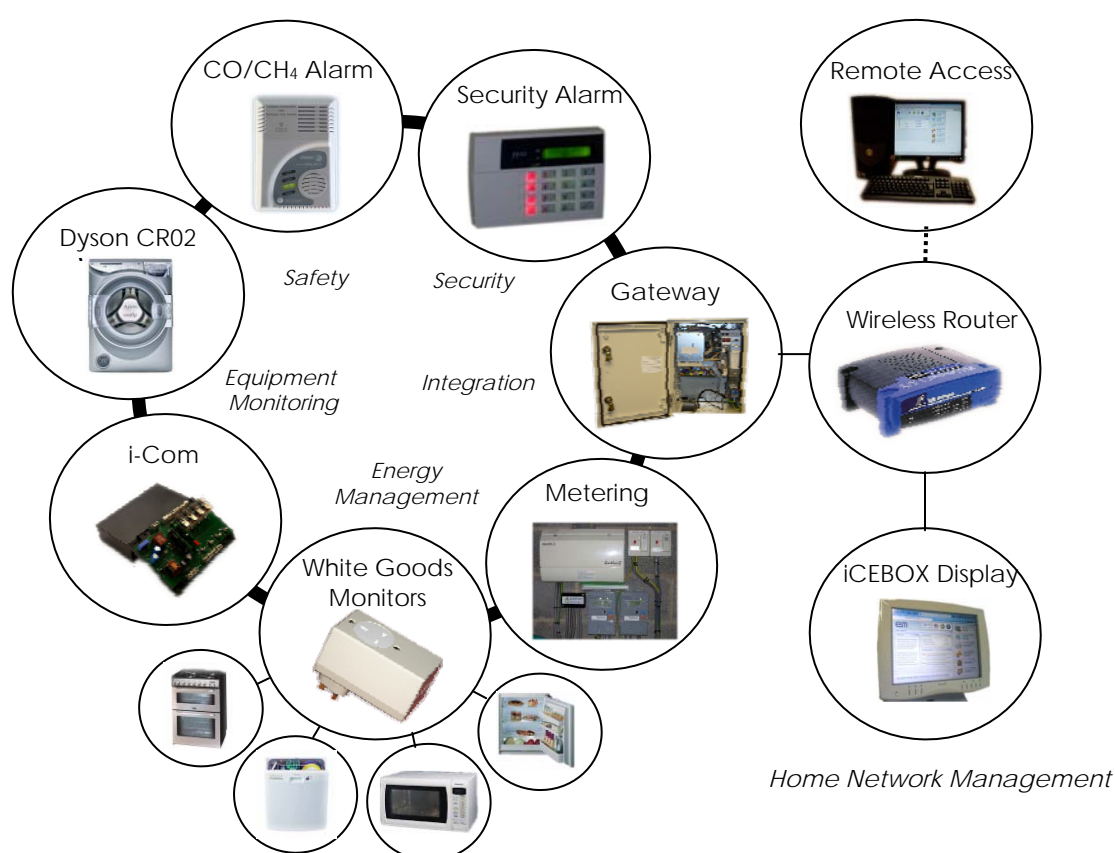 CO/CH₄ Alarm
Security Alarm
Remote Access
Dyson CR02
Safety
Security
Gateway
Wireless Router
Equipment
Monitoring
Integration
i-Com
Energy
Management
Metering
White Goods
Monitors
iCEBOX Display
Home Network Management